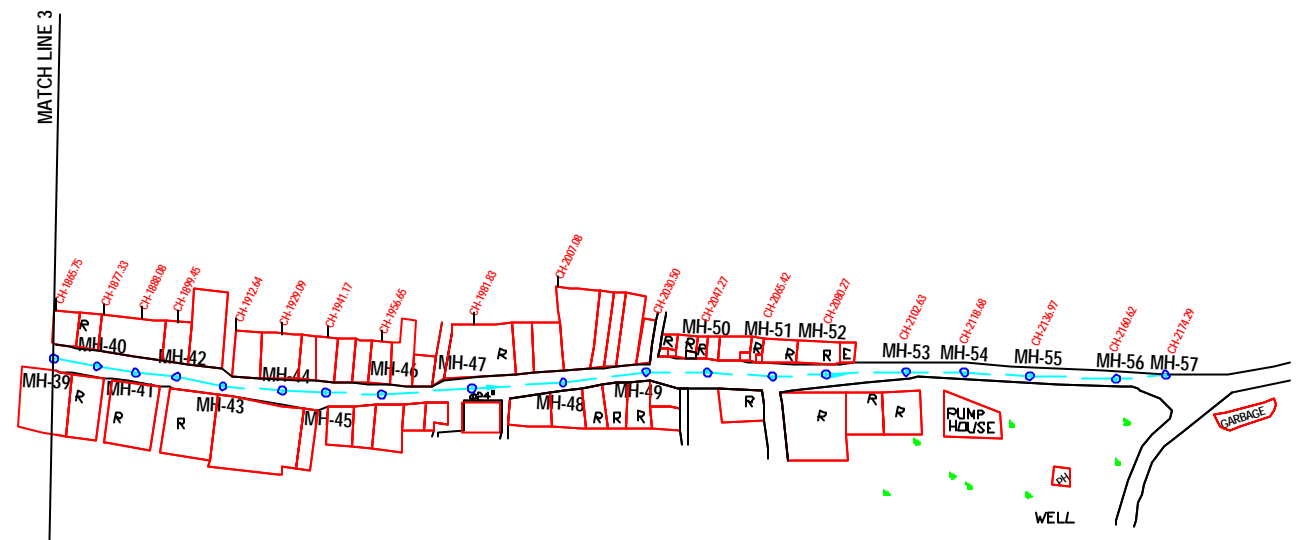 MATCH LINE 3
CH-1865.75
CH-1877.33
CH-1888.08
CH-1899.45
CH-1912.64
CH-1929.09
CH-1941.17
CH-1956.65
CH-1981.83
CH-2007.08
CH-2030.50
CH-2047.27
CH-2065.42
CH-2080.27
CH-2102.63
CH-2118.68
CH-2136.97
CH-2160.62
CH-2174.29
MH-39
MH-40
MH-41
MH-42
MH-43
MH-44
MH-45
MH-46
MH-47
MH-48
MH-49
MH-50
MH-51
MH-52
MH-53
MH-54
MH-55
MH-56
MH-57
R
R
R
R
R
R
R
R
R
R
R
R
R
R
E
R
R
R
R
PUMP
HOUSE
GARBAGE
PH
WELL